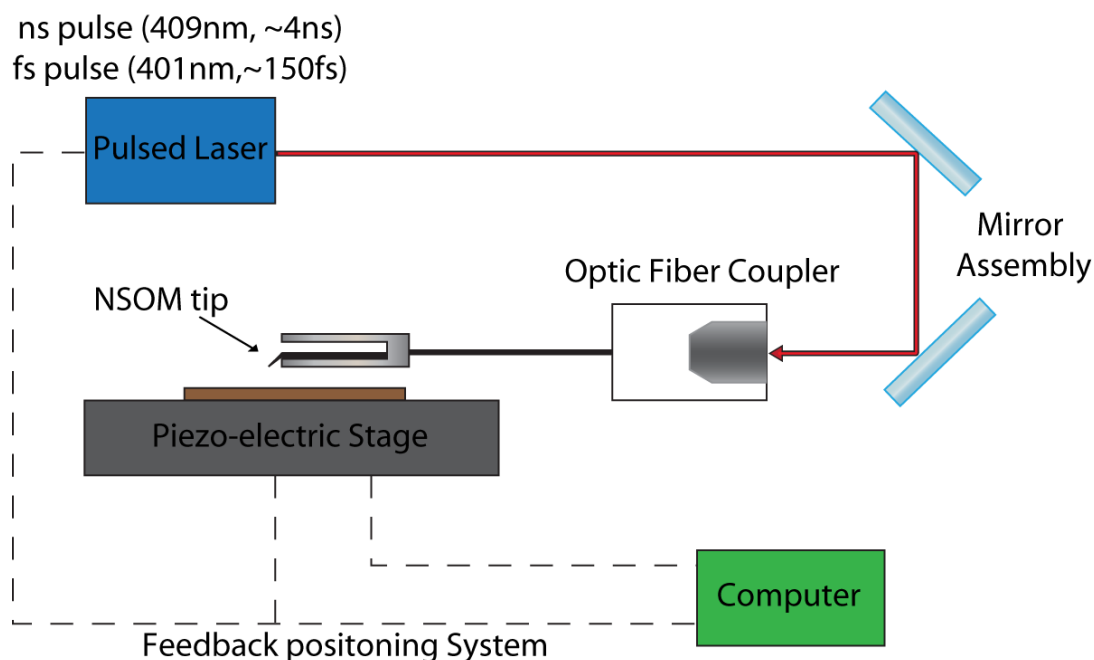 ns pulse (409nm, ~4ns)
fs pulse (401nm,~150fs)
Pulsed Laser
Mirror
Assembly
Optic Fiber Coupler
NSOM tip
Piezo-electric Stage
Computer
Feedback positoning System